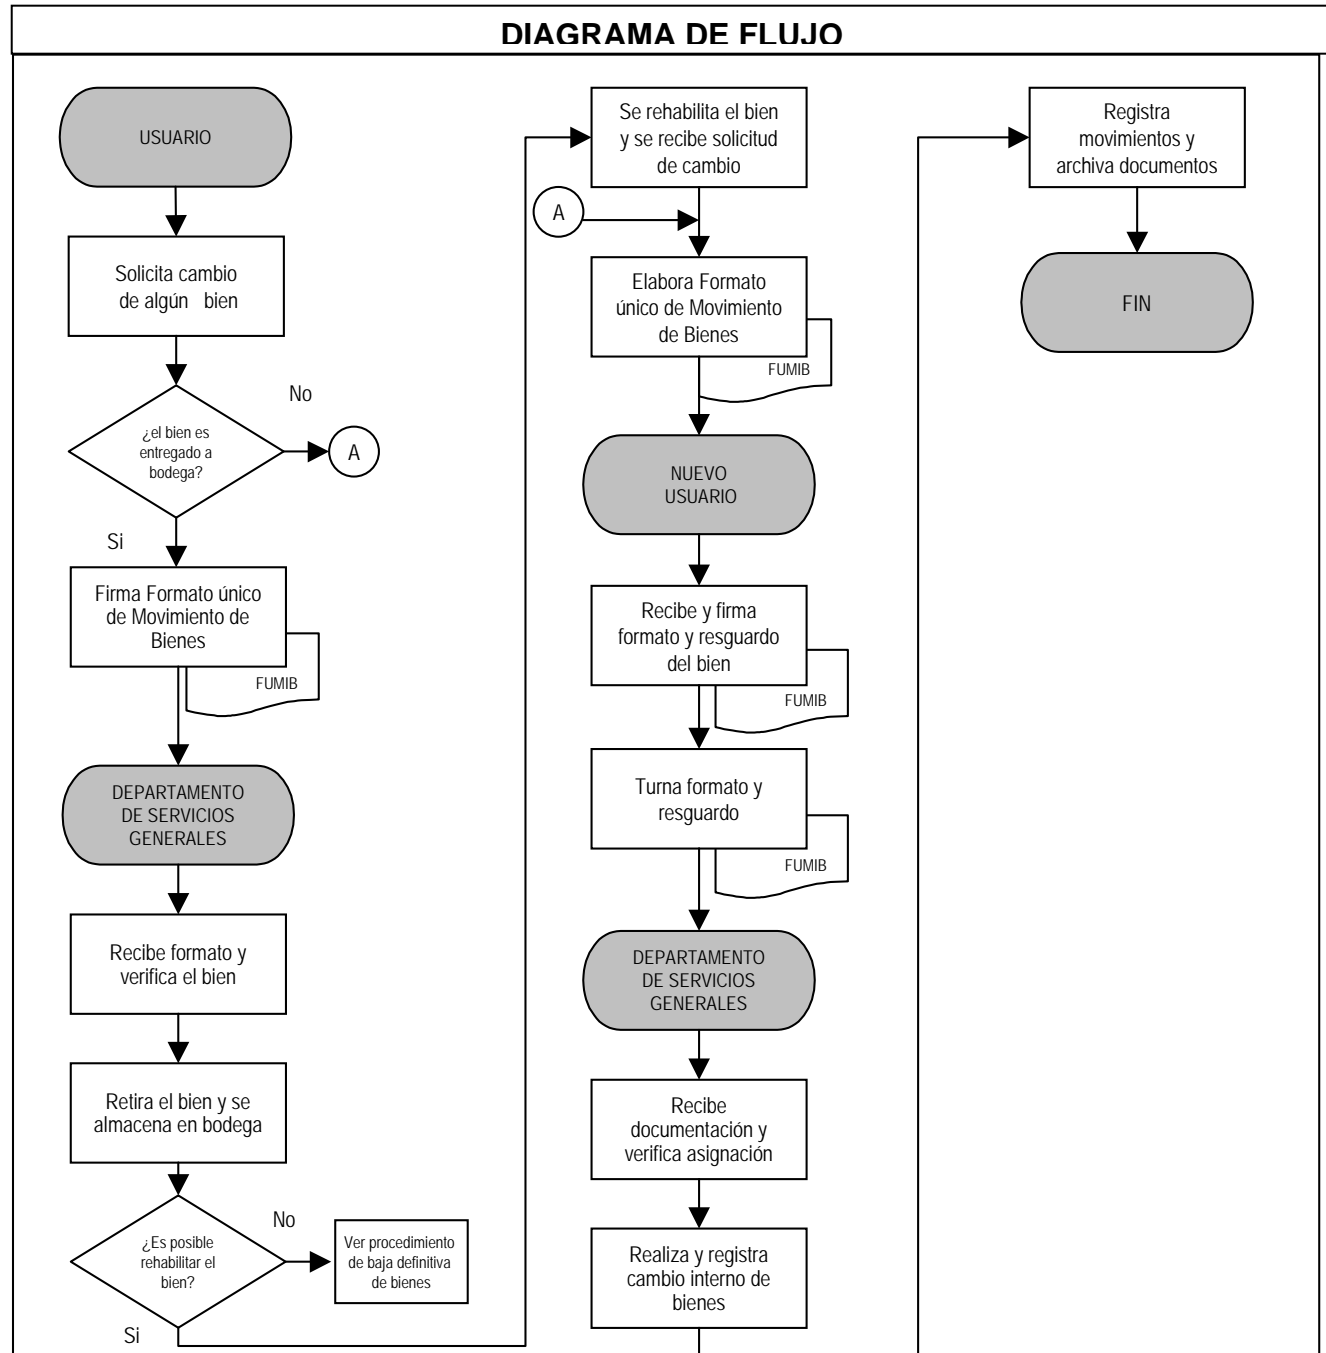 DIAGRAMA DE FLUJO
USUARIO
Solicita cambio
de algún bien
No
¿el bien es
entregado a
bodega?
A
Si
Firma Formato único
de Movimiento de
Bienes
FUMIB
DEPARTAMENTO
DE SERVICIOS
GENERALES
Recibe formato y
verifica el bien
Retira el bien y se
almacena en bodega
No
¿Es posible
rehabilitar el
bien?
Ver procedimiento
de baja definitiva
de bienes
Si
Se rehabilita el bien
y se recibe solicitud
de cambio
A
Elabora Formato
único de Movimiento
de Bienes
FUMIB
NUEVO
USUARIO
Recibe y firma
formato y resguardo
del bien
FUMIB
Turna formato y
resguardo
FUMIB
DEPARTAMENTO
DE SERVICIOS
GENERALES
Recibe
documentación y
verifica asignación
Realiza y registra
cambio interno de
bienes
Registra
movimientos y
archiva documentos
FIN